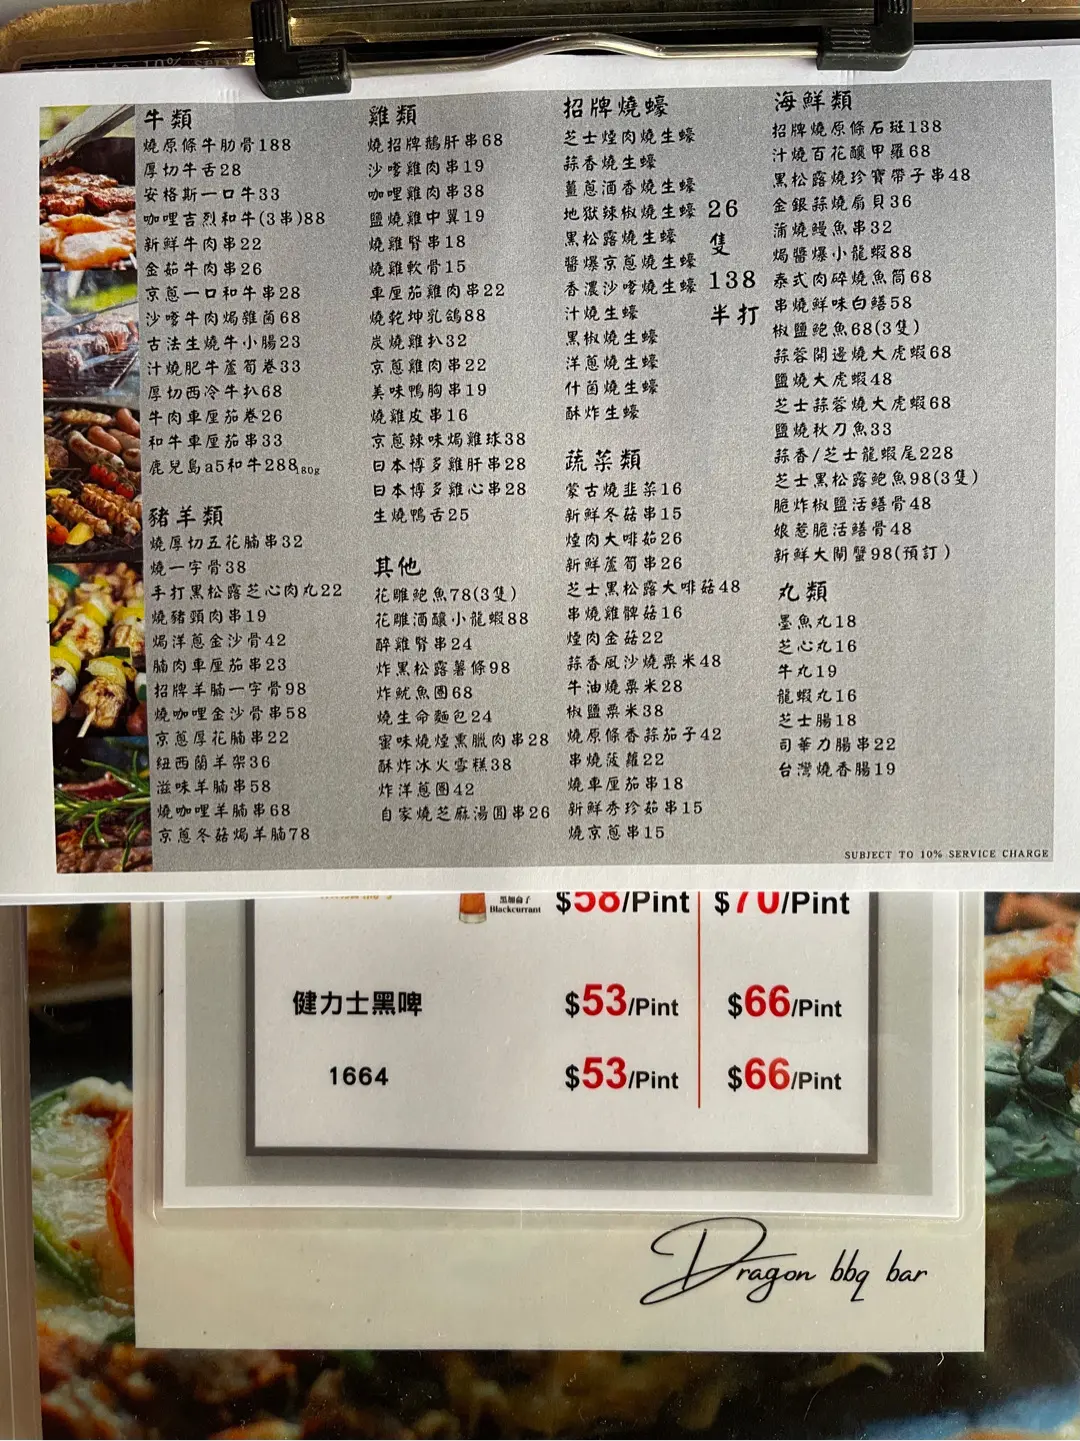 牛類
燒原條牛肋骨188
厚切牛舌28
安格斯一口牛33
咖哩吉烈和牛(3串)88
新鮮牛肉串22
金茹牛肉串26
京蔥一口和牛串28
沙嗲牛肉焗雜菌68
古法生燒牛小腸23
汁燒肥牛蘆筍卷33
厚切西冷牛扒68
牛肉車厘茄卷26
和牛車厘茄串33
鹿兒島a5和牛288180g
豬羊類
燒厚切五花腩串32
燒一字骨38
手打黑松露芝心肉丸22
燒豬頸肉串19
焗洋蔥金沙骨42
腩肉車厘茄串23
招牌羊腩一字骨98
燒咖哩金沙骨串58
京蔥厚花腩串22
紐西蘭羊架36
滋味羊腩串58
燒咖哩羊腩串68
京蔥冬菇焗羊腩78
雞類
燒招牌鵝肝串68
沙嗲雞肉串19
咖哩雞肉串38
鹽燒雞中翼19
燒雞腎串18
燒雞軟骨15
車厘茄雞肉串22
燒乾坤乳鴿88
炭燒雞扒32
京蔥雞肉串22
美味鴨胸串19
燒雞皮串16
京蔥辣味焗雞球38
日本博多雞肝串28
日本博多雞心串28
生燒鴨舌25
其他
花雕鮑魚78(3隻)
花雕酒釀小龍蝦88
醉雞腎串24
炸黑松露薯條98
炸魷魚圈68
燒生命麵包24
蜜味燒煙熏臘肉串28
酥炸冰火雪糕38
炸洋蔥圈42
自家燒芝麻湯圓串26
招牌燒蠔
芝士煙肉燒生蠔
蒜香燒生蠔
薑蔥酒香燒生蠔
地獄辣椒燒生蠔
黑松露燒生蠔
醬爆京蔥燒生蠔
香濃沙嗲燒生蠔
汁燒生蠔
黑椒燒生蠔
洋蔥燒生蠔
什菌燒生蠔
酥炸生蠔
26
隻
138
半打
蔬菜類
蒙古燒韭菜16
新鮮冬菇串15
煙肉大啡茹26
新鮮蘆筍串26
芝士黑松露大啡菇48
串燒雞髀菇16
煙肉金菇22
蒜香風沙燒粟米48
牛油燒粟米28
椒鹽粟米38
燒原條香蒜茄子42
串燒菠蘿22
燒車厘茄串18
新鮮秀珍茹串15
燒京蔥串15
海鮮類
招牌燒原條石斑138
汁燒百花釀甲羅68
黑松露燒珍寶帶子串48
金銀蒜燒扇貝36
蒲燒鰻魚串32
焗醬爆小龍蝦88
泰式肉碎燒魚筒68
串燒鮮味白鱔58
椒鹽鮑魚68(3隻)
蒜蓉開邊燒大虎蝦68
鹽燒大虎蝦48
芝士蒜蓉燒大虎蝦68
鹽燒秋刀魚33
蒜香/芝士龍蝦尾228
芝士黑松露鮑魚98(3隻)
脆炸椒鹽活鱔骨48
娘惹脆活鱔骨48
新鮮大閘蟹98(預訂)
丸類
墨魚丸18
芝心丸16
牛丸19
龍蝦丸16
芝士腸18
司華力腸串22
台灣燒香腸19
SUBJECT TO 10% SERVICE CHARGE
黑加侖子
Blackcurrant
$58/Pint $70/Pint
健力士黑啤 $53/Pint $66/Pint
1664 $53/Pint $66/Pint
Dragon bbq bar